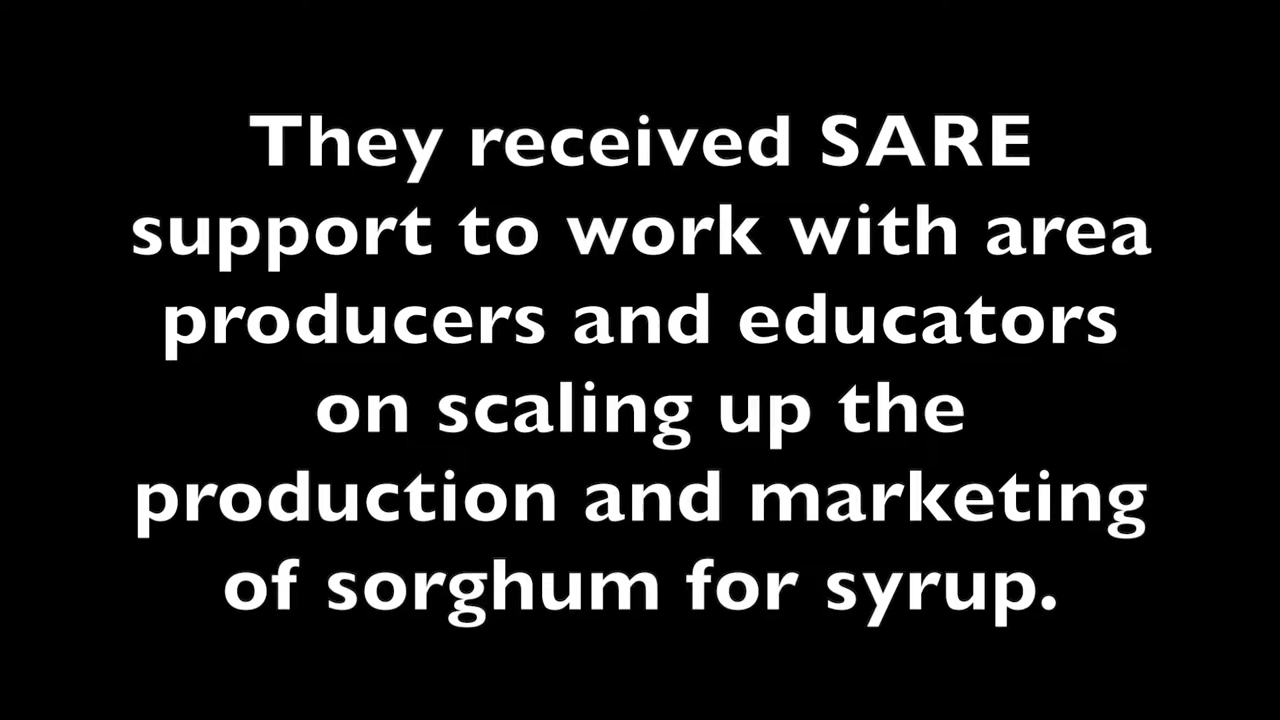 They received SARE
support to work with area
producers and educators
on scaling up the
production and marketing
of sorghum for syrup.